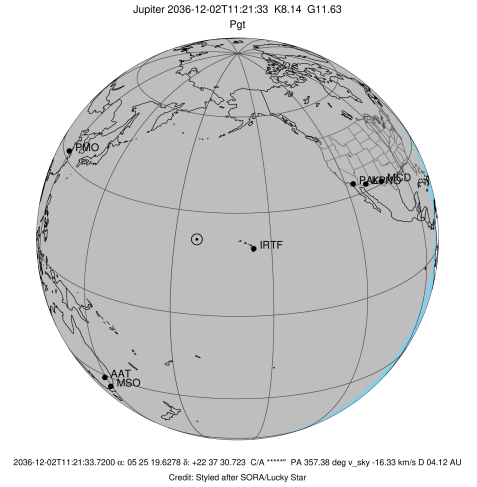 Jupiter 2036-12-02T11:21:33 K8.14 G11.63
Pgt
PMO
MCD
IRTF
AAT
MSO
2036-12-02T11:21:33.7200 α: 05 25 19.6278 δ: +22 37 30.723 C/A *****" PA 357.38 deg v_sky -16.33 km/s D 04.12 AU
Credit: Styled after SORA/Lucky Star